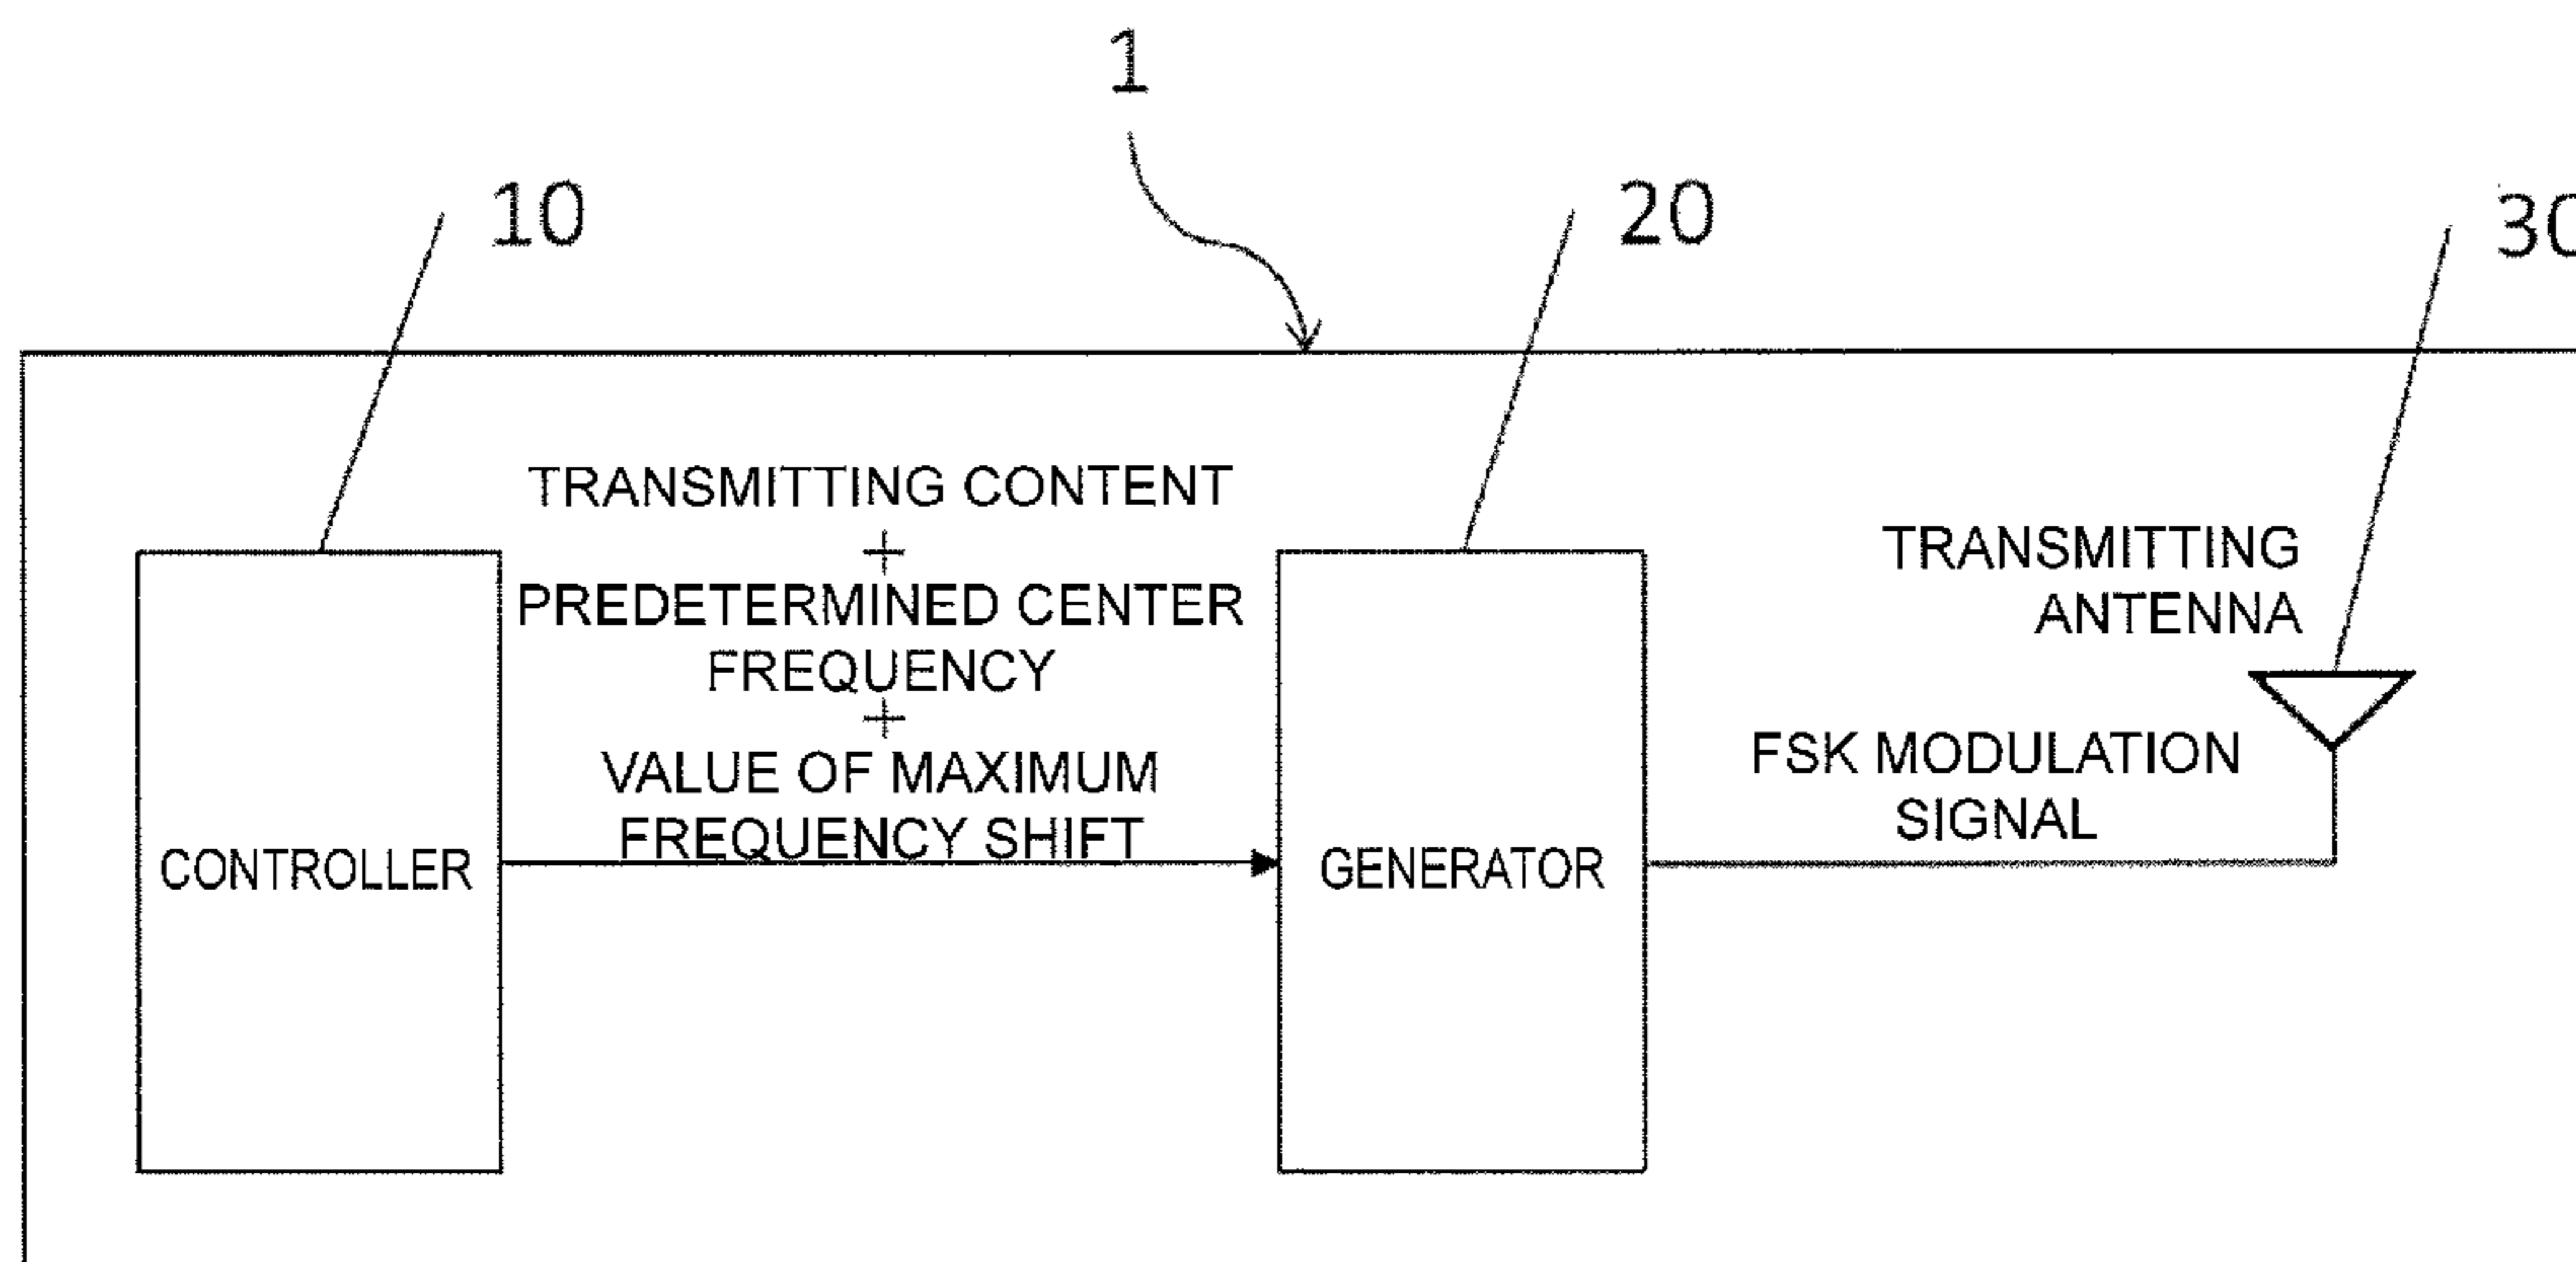 1
10
20
30
TRANSMITTING CONTENT
+
PREDETERMINED CENTER
FREQUENCY
+
VALUE OF MAXIMUM
FREQUENCY SHIFT
CONTROLLER
GENERATOR
TRANSMITTING
ANTENNA
FSK MODULATION
SIGNAL